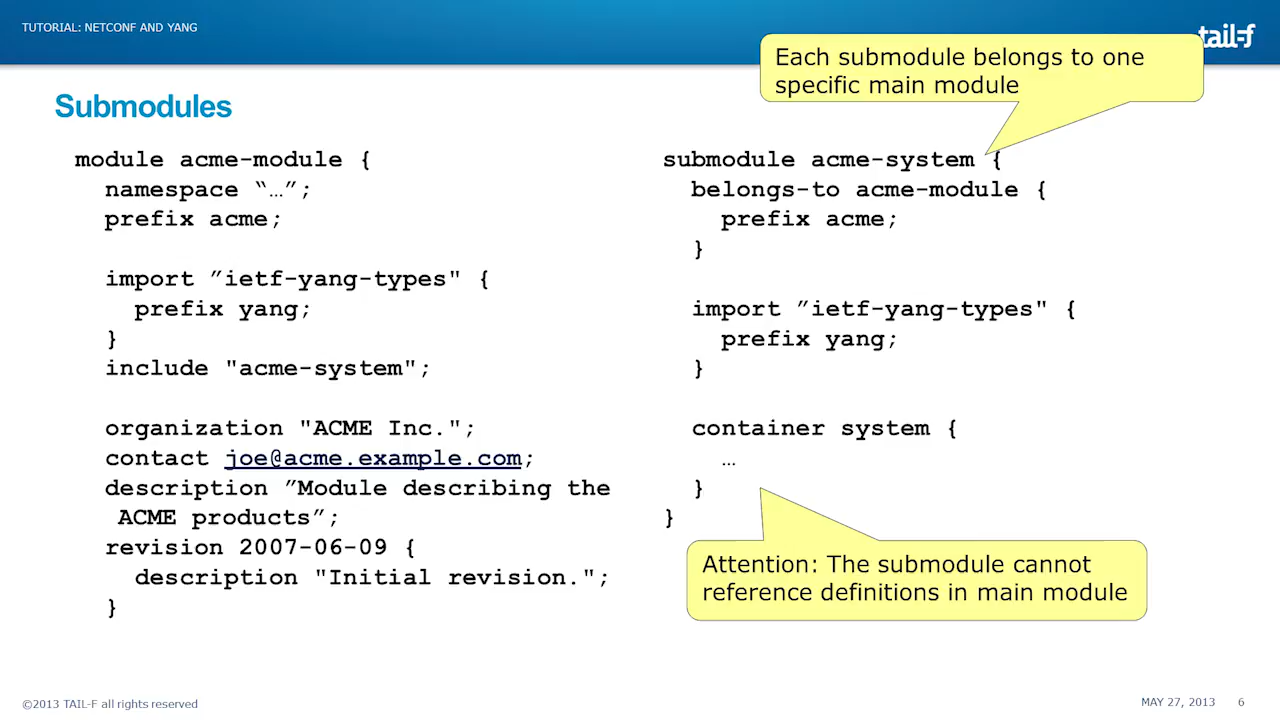 TUTORIAL: NETCONF AND YANG
tail-f
Each submodule belongs to one
specific main module
Submodules
module acme-module {
namespace “…”;
prefix acme;
import ”ietf-yang-types" {
prefix yang;
}
include "acme-system";
organization "ACME Inc.";
contact joe@acme.example.com;
description ”Module describing the
ACME products”;
revision 2007-06-09 {
description "Initial revision.";
}
submodule acme-system {
belongs-to acme-module {
prefix acme;
}
import ”ietf-yang-types" {
prefix yang;
}
container system {
…
}
}
Attention: The submodule cannot
reference definitions in main module
©2013 TAIL-F all rights reserved
MAY 27, 2013 6